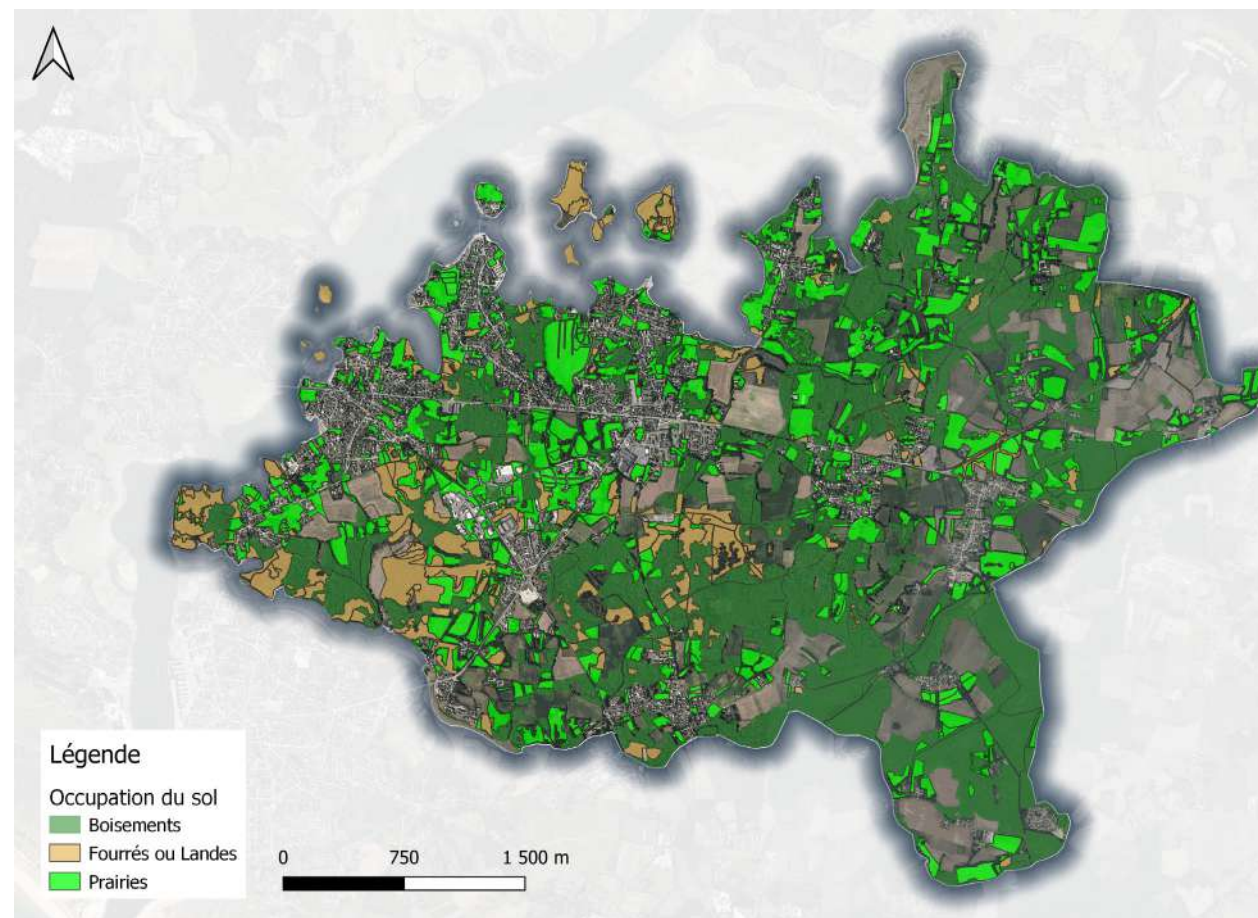 Légende
Occupation du sol
Boisements
Fourrés ou Landes
Prairies
0 750 1 500 m